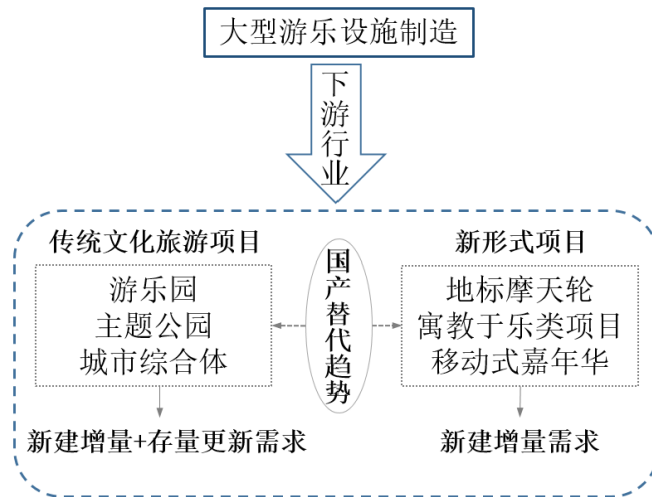 大型游乐设施制造
下游行业
传统文化旅游项目
游乐园
主题公园
城市综合体
新建增量+存量更新需求
国产替代趋势
新形式项目
地标摩天轮
寓教于乐类项目
移动式嘉年华
新建增量需求